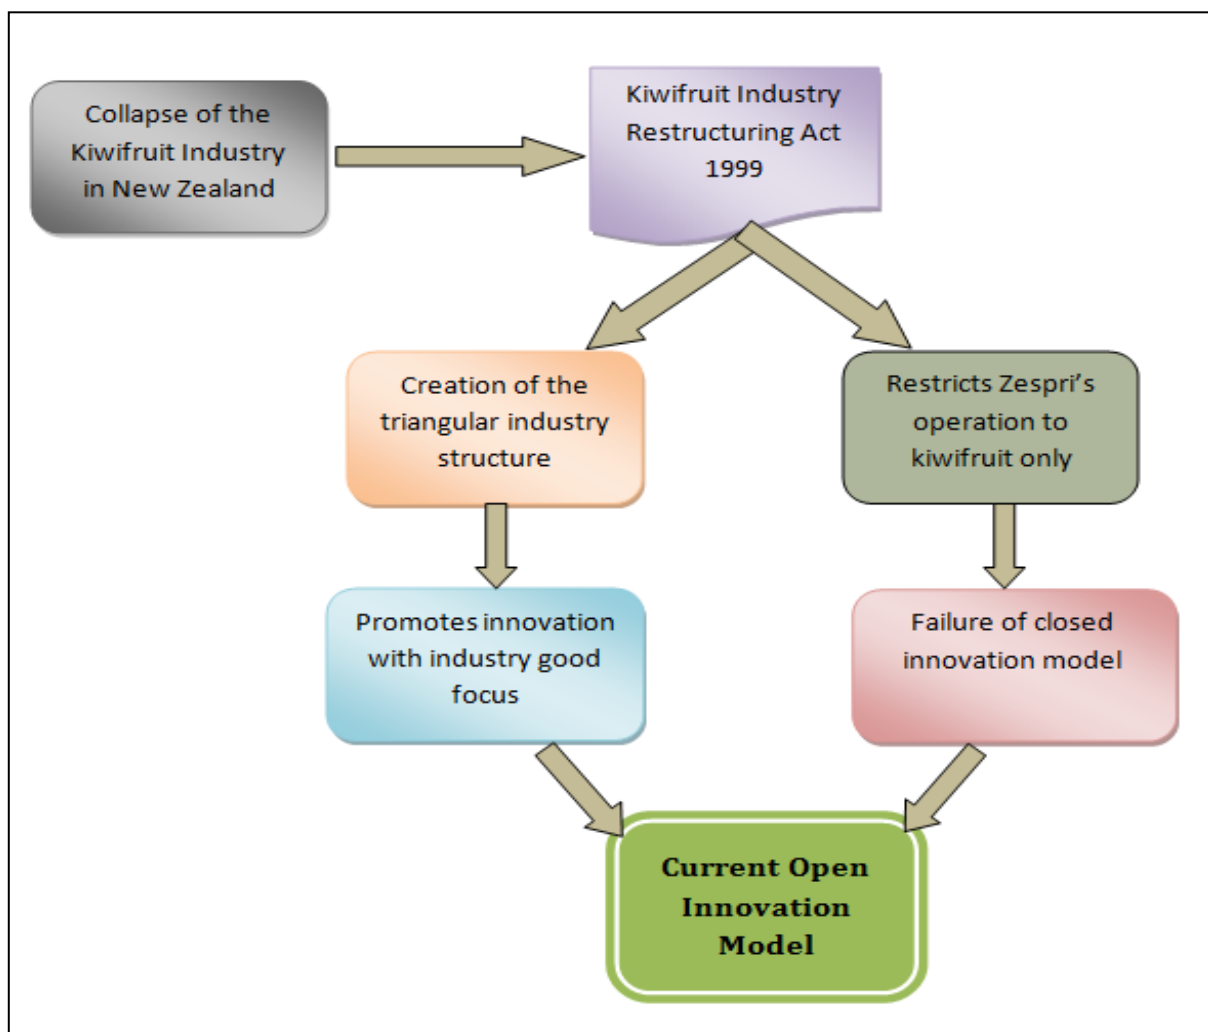 Collapse of the
Kiwifruit Industry
in New Zealand
Kiwifruit Industry
Restructuring Act
1999
Creation of the
triangular industry
structure
Restricts Zespri’s
operation to
kiwifruit only
Promotes innovation
with industry good
focus
Failure of closed
innovation model
Current Open
Innovation
Model